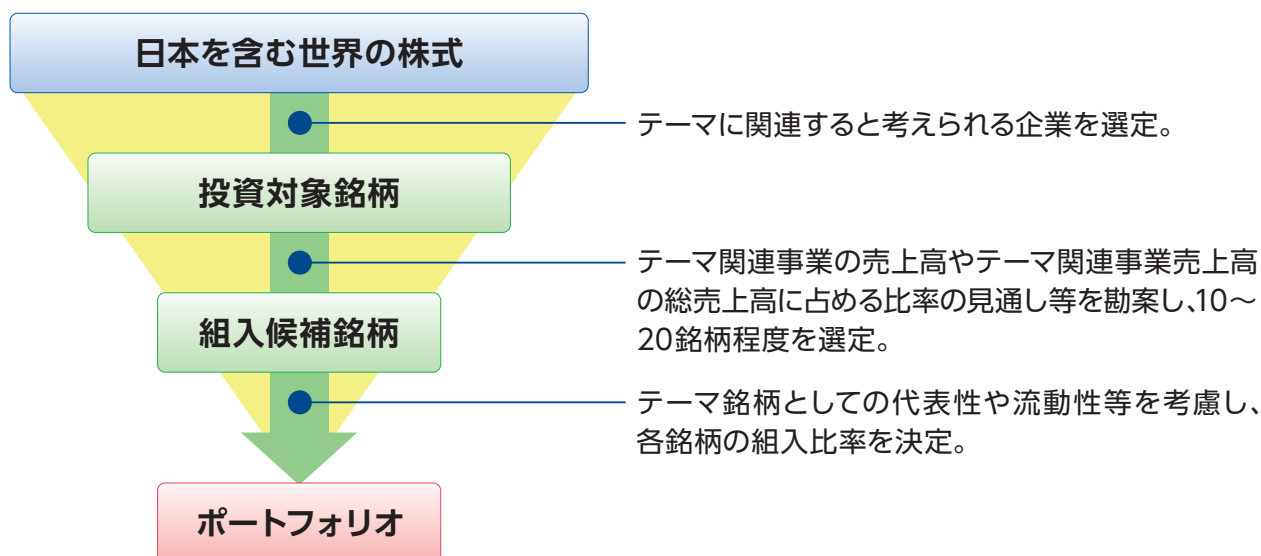 日本を含む世界の株式
テーマに関連すると考えられる企業を選定。
投資対象銘柄
テーマ関連事業の売上高やテーマ関連事業売上高
の総売上高に占める比率の見通し等を勘案し、10～
20銘柄程度を選定。
組入候補銘柄
テーマ銘柄としての代表性や流動性等を考慮し、
各銘柄の組入比率を決定。
ポートフォリオ